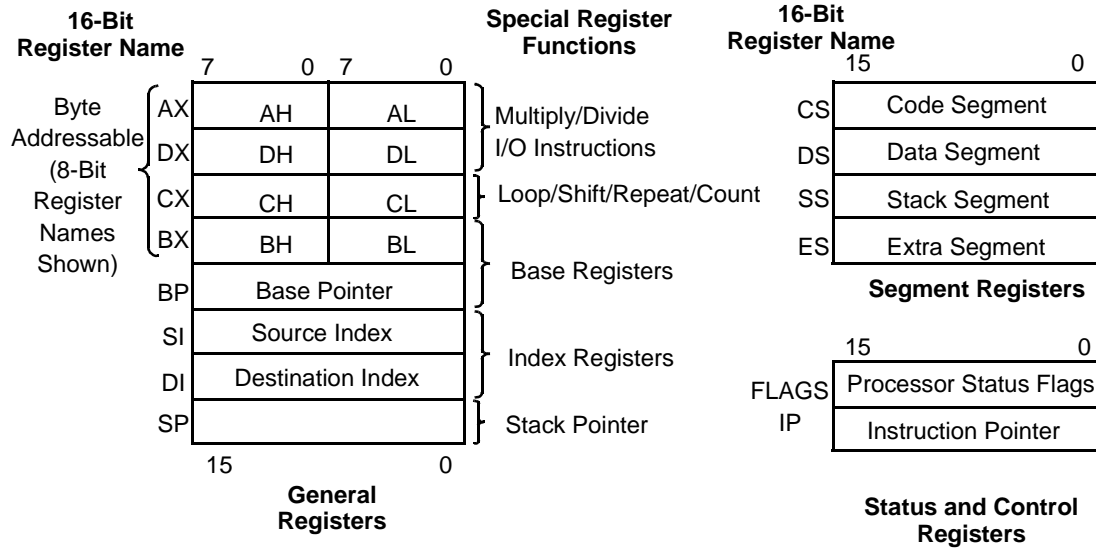 16-Bit
Register Name
Special Register
Functions
7 0 7 0
Byte
Addressable
(8-Bit
Register
Names
Shown)
AX AH AL
DX DH DL
CX CH CL
BX BH BL
BP Base Pointer
SI Source Index
DI Destination Index
SP
Multiply/Divide
I/O Instructions
Loop/Shift/Repeat/Count
Base Registers
Index Registers
Stack Pointer
15 0
General
Registers
16-Bit
Register Name
15 0
CS Code Segment
DS Data Segment
SS Stack Segment
ES Extra Segment
Segment Registers
15 0
FLAGS Processor Status Flags
IP Instruction Pointer
Status and Control
Registers